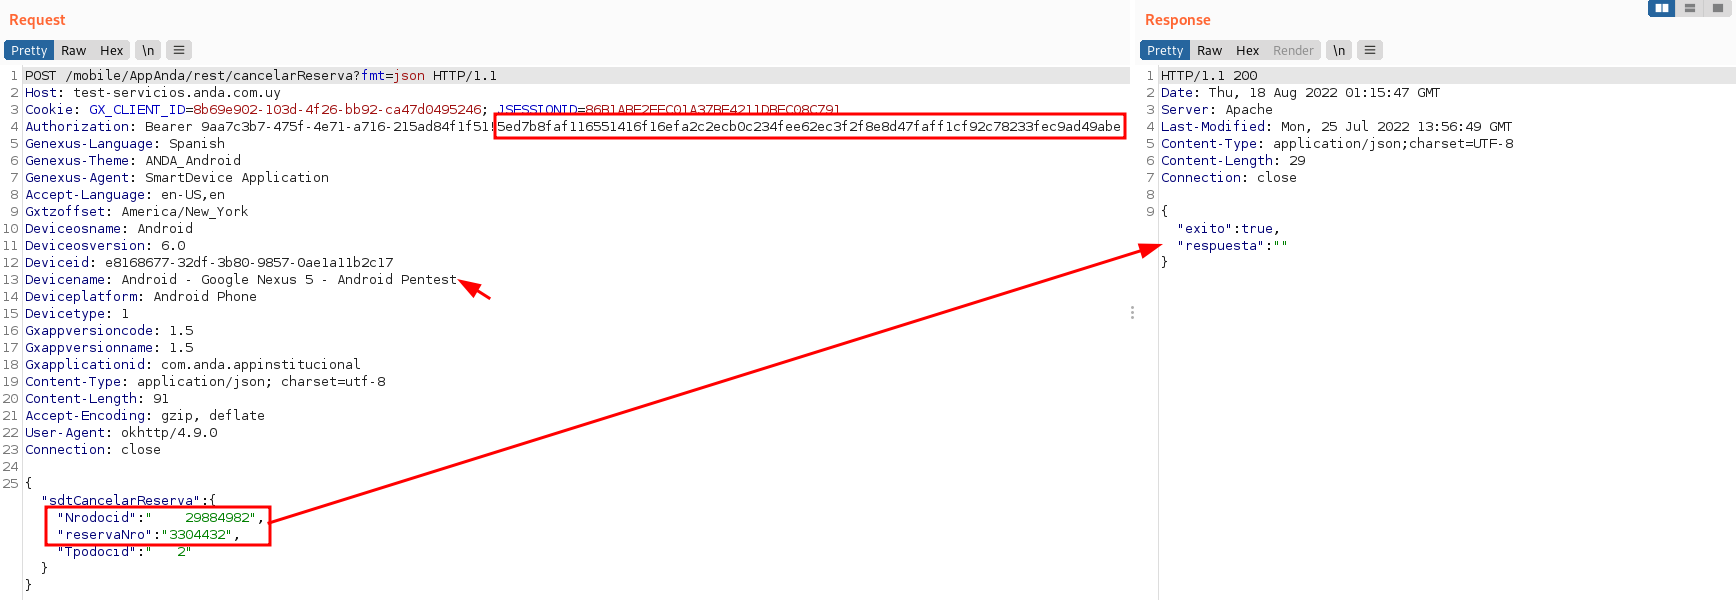 Request
Pretty Raw Hex \n
1 POST /mobile/AppAnda/rest/cancelarReserva?fmt=json HTTP/1.1
2 Host: test-servicios.anda.com.uy
3 Cookie: GX_CLIENT_ID=8b69e902-103d-4f26-bb92-ca47d0495246; JSESSIONID=86B1ABE2EEC01A37BE4211DBEC08C791
4 Authorization: Bearer 9aa7c3b7-475f-4e71-a716-215ad84f1f51!5ed7b8faf116551416f16efa2c2ecb0c234fee62ec3f2f8e8d47faff1cf92c78233fec9ad49abe
5 Genexus-Language: Spanish
6 Genexus-Theme: ANDA_Android
7 Genexus-Agent: SmartDevice Application
8 Accept-Language: en-US,en
9 Gxtzoffset: America/New_York
10 Deviceosname: Android
11 Deviceosversion: 6.0
12 Deviceid: e8168677-32df-3b80-9857-0ae1a11b2c17
13 Devicename: Android - Google Nexus 5 - Android Pentest
14 Deviceplatform: Android Phone
15 Devicetype: 1
16 Gxappversioncode: 1.5
17 Gxappversionname: 1.5
18 Gxapplicationid: com.anda.appinstitucional
19 Content-Type: application/json; charset=utf-8
20 Content-Length: 91
21 Accept-Encoding: gzip, deflate
22 User-Agent: okhttp/4.9.0
23 Connection: close
24
25 {
"sdtCancelarReserva":{
"Nrodocid":"    29884982",
"reservaNro":"3304432",
"Tpodocid":"   2"
}
}
Response
Pretty Raw Hex Render \n
1 HTTP/1.1 200
2 Date: Thu, 18 Aug 2022 01:15:47 GMT
3 Server: Apache
4 Last-Modified: Mon, 25 Jul 2022 13:56:49 GMT
5 Content-Type: application/json;charset=UTF-8
6 Content-Length: 29
7 Connection: close
8
9 {
"exito":true,
"respuesta":""
}